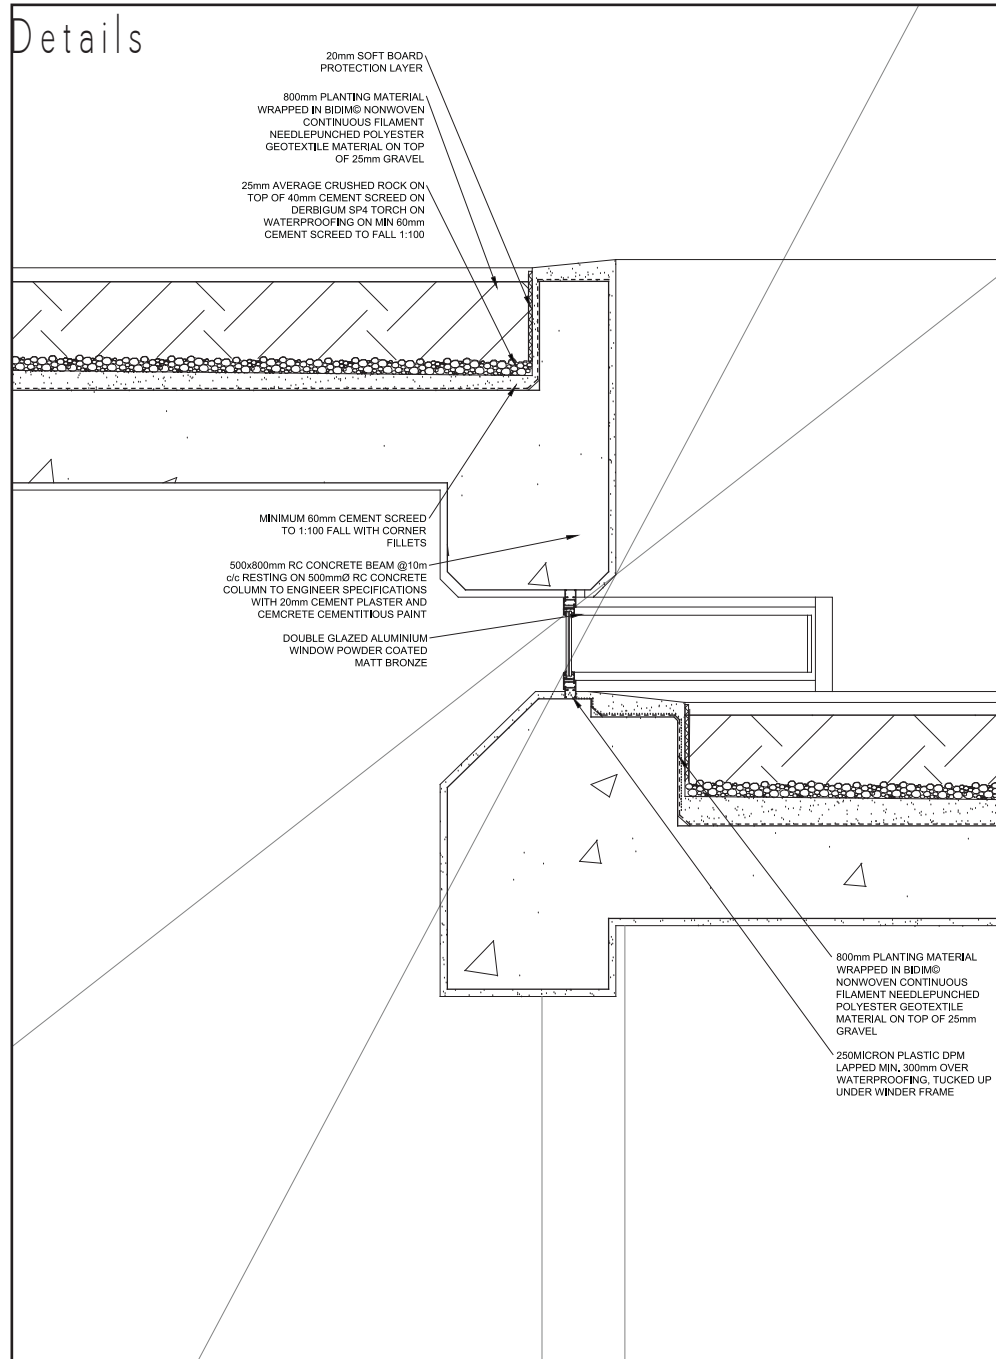 Details
20mm SOFT BOARD
PROTECTION LAYER
800mm PLANTING MATERIAL
WRAPPED IN BIDIM© NONWOVEN
CONTINUOUS FILAMENT
NEEDLEPUNCHED POLYESTER
GEOTEXTILE MATERIAL ON TOP
OF 25mm GRAVEL
25mm AVERAGE CRUSHED ROCK ON
TOP OF 40mm CEMENT SCREED ON
DERBIGUM SP4 TORCH ON
WATERPROOFING ON MIN 60mm
CEMENT SCREED TO FALL 1:100
MINIMUM 60mm CEMENT SCREED
TO 1:100 FALL WITH CORNER
FILLETS
500x800mm RC CONCRETE BEAM @10m
c/c RESTING ON 500mmØ RC CONCRETE
COLUMN TO ENGINEER SPECIFICATIONS
WITH 20mm CEMENT PLASTER AND
CEMCRETE CEMENTITIOUS PAINT
DOUBLE GLAZED ALUMINIUM
WINDOW POWDER COATED
MATT BRONZE
800mm PLANTING MATERIAL
WRAPPED IN BIDIM©
NONWOVEN CONTINUOUS
FILAMENT NEEDLEPUNCHED
POLYESTER GEOTEXTILE
MATERIAL ON TOP OF 25mm
GRAVEL
250MICRON PLASTIC DPM
LAPPED MIN. 300mm OVER
WATERPROOFING, TUCKED UP
UNDER WINDER FRAME